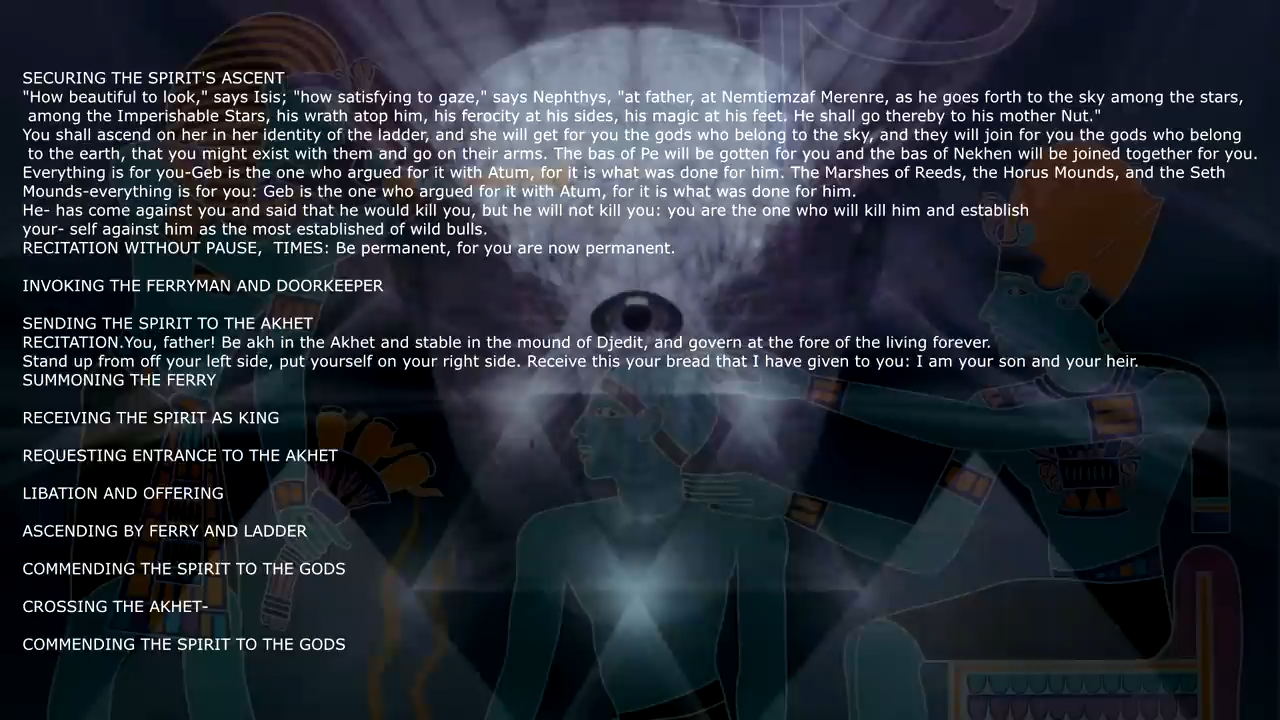 SECURING THE SPIRIT'S ASCENT
"How beautiful to look," says Isis; "how satisfying to gaze," says Nephthys, "at father, at Nemtiemzaf Merenre, as he goes forth to the sky among the stars,
among the Imperishable Stars, his wrath atop him, his ferocity at his sides, his magic at his feet. He shall go thereby to his mother Nut."
You shall ascend on her in her identity of the ladder, and she will get for you the gods who belong to the sky, and they will join for you the gods who belong
to the earth, that you might exist with them and go on their arms. The bas of Pe will be gotten for you and the bas of Nekhen will be joined together for you.
Everything is for you-Geb is the one who argued for it with Atum, for it is what was done for him. The Marshes of Reeds, the Horus Mounds, and the Seth
Mounds-everything is for you: Geb is the one who argued for it with Atum, for it is what was done for him.
He- has come against you and said that he would kill you, but he will not kill you: you are the one who will kill him and establish
your- self against him as the most established of wild bulls.
RECITATION WITHOUT PAUSE,  TIMES: Be permanent, for you are now permanent.
INVOKING THE FERRYMAN AND DOORKEEPER
SENDING THE SPIRIT TO THE AKHET
RECITATION.You, father! Be akh in the Akhet and stable in the mound of Djedit, and govern at the fore of the living forever.
Stand up from off your left side, put yourself on your right side. Receive this your bread that I have given to you: I am your son and your heir.
SUMMONING THE FERRY
RECEIVING THE SPIRIT AS KING
REQUESTING ENTRANCE TO THE AKHET
LIBATION AND OFFERING
ASCENDING BY FERRY AND LADDER
COMMENDING THE SPIRIT TO THE GODS
CROSSING THE AKHET-
COMMENDING THE SPIRIT TO THE GODS